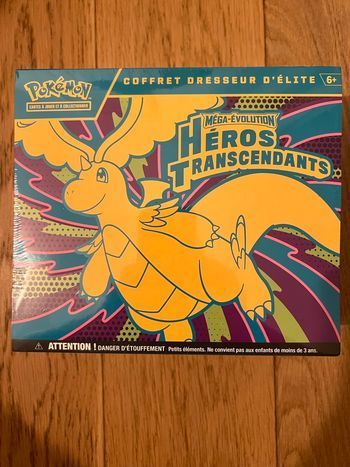 POKÉMON
CARTES À JOUER ET À COLLECTIONNER
COFFRET DRESSEUR D'ÉLITE
6+
MÉGA-ÉVOLUTION
HÉROS
TRANSCENDANTS
ATTENTION ! DANGER D'ÉTOUFFEMENT Petits éléments. Ne convient pas aux enfants de moins de 3 ans.